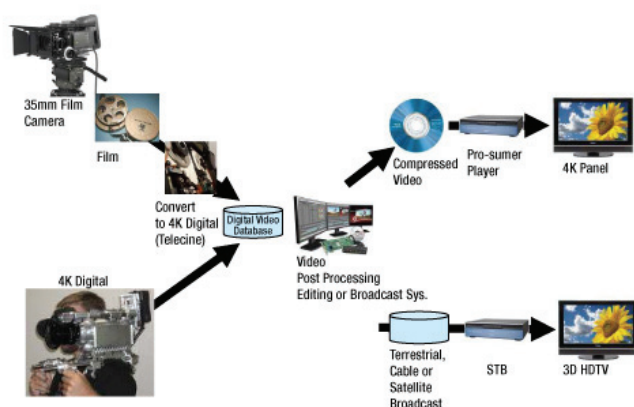 35mm Film
Camera
Film
Convert
to 4K Digital
(Telecine)
Digital Video
Database
4K Digital
Video
Post Processing
Editing or Broadcast Sys.
Compressed
Video
Pro-sumer
Player
4K Panel
Terrestrial,
Cable or
Satellite
Broadcast
STB
3D HDTV